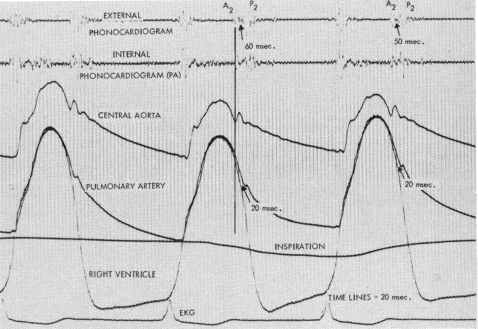 A2 P2 A2 P2
EXTERNAL
PHONOCARDIOGRAM
60 msec.
50 msec.
INTERNAL
PHONOCARDIOGRAM (PA)
CENTRAL AORTA
PULMONARY ARTERY
20 msec.
20 msec.
INSPIRATION
RIGHT VENTRICLE
TIME LINES = 20 msec.
EKG